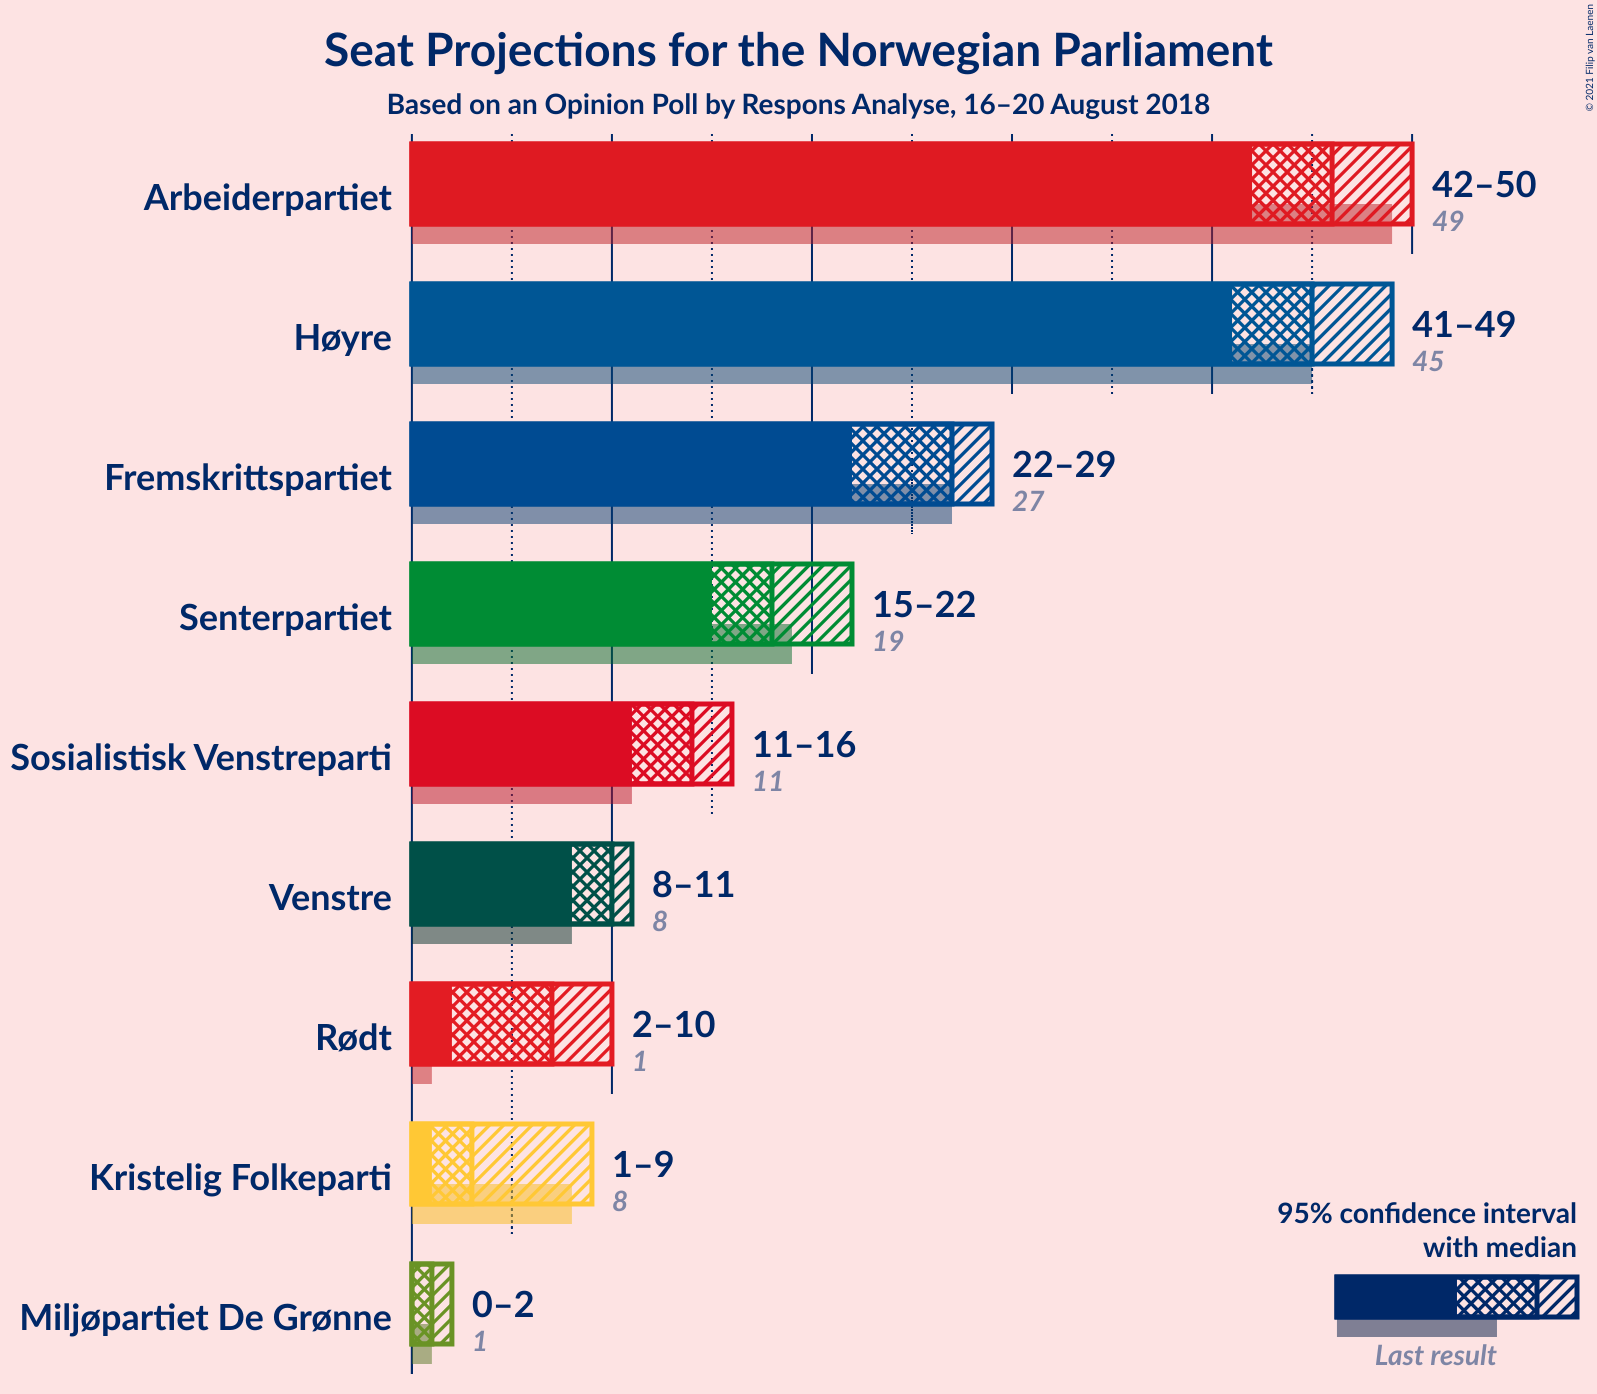 Seat Projections for the Norwegian Parliament
Based on an Opinion Poll by Respons Analyse, 16–20 August 2018
© 2021 Filip van Laenen
Arbeiderpartiet
42–50
49
Høyre
41–49
45
Fremskrittspartiet
22–29
27
Senterpartiet
15–22
19
Sosialistisk Venstreparti
11–16
11
Venstre
8–11
8
Rødt
2–10
1
Kristelig Folkeparti
1–9
8
Miljøpartiet De Grønne
0–2
1
95% confidence interval
with median
Last result